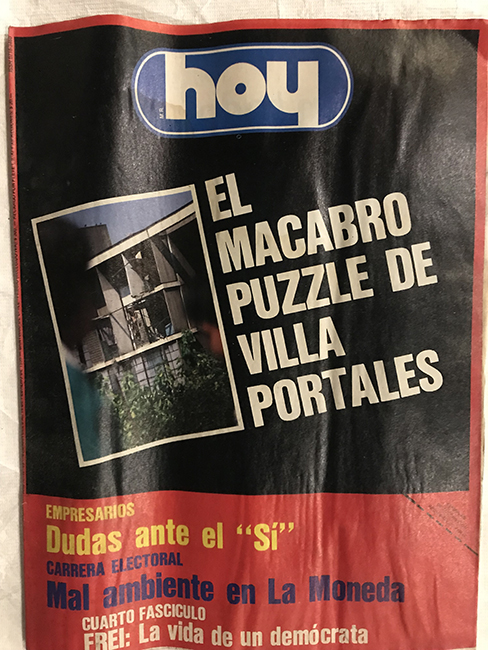 hoy
EL
MACABRO
PUZZLE DE
VILLA
PORTALES
EMPRESARIOS
Dudas ante el "Sí"
CARRERA ELECTORAL
Mal ambiente en La Moneda
CUARTO FASCICULO
FREI: La vida de un demócrata